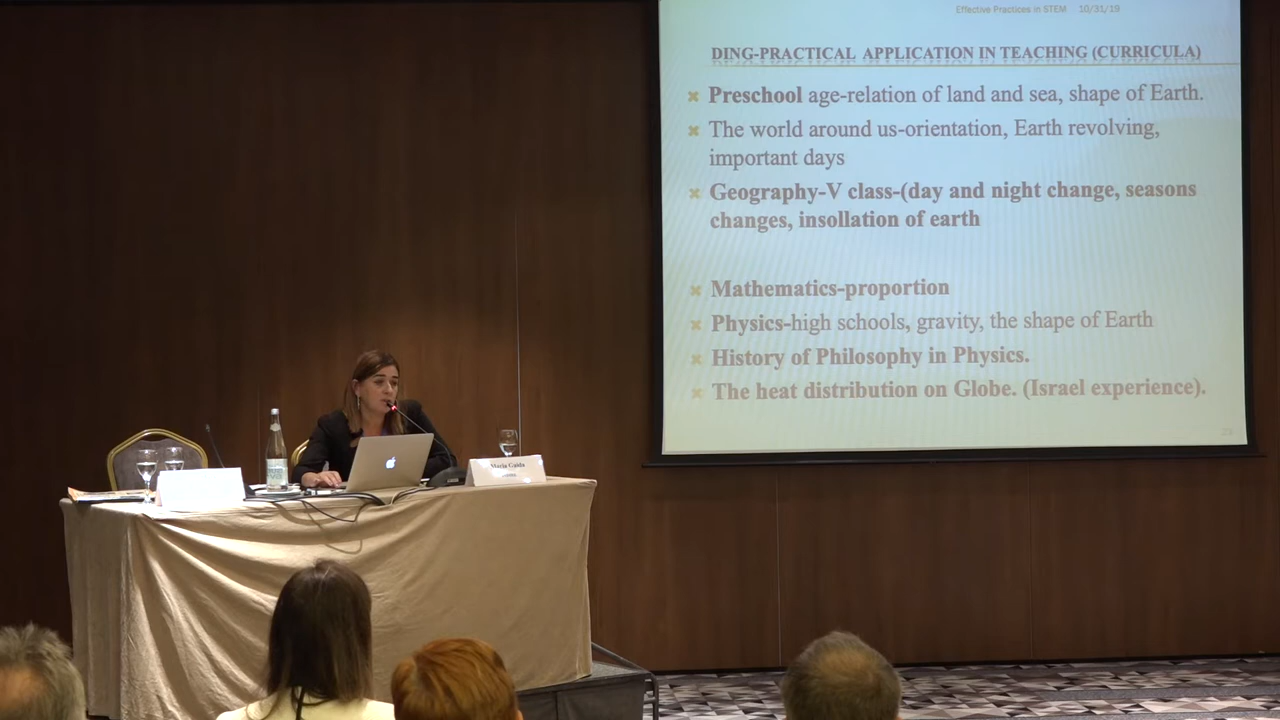 Effective Practices in STEM 10/31/19
DING-PRACTICAL APPLICATION IN TEACHING (CURRICULA)
Preschool age-relation of land and sea, shape of Earth.
The world around us-orientation, Earth revolving,
important days
Geography-V class-(day and night change, seasons
changes, insollation of earth
Mathematics-proportion
Physics-high schools, gravity, the shape of Earth
History of Philosophy in Physics.
The heat distribution on Globe. (Israel experience).